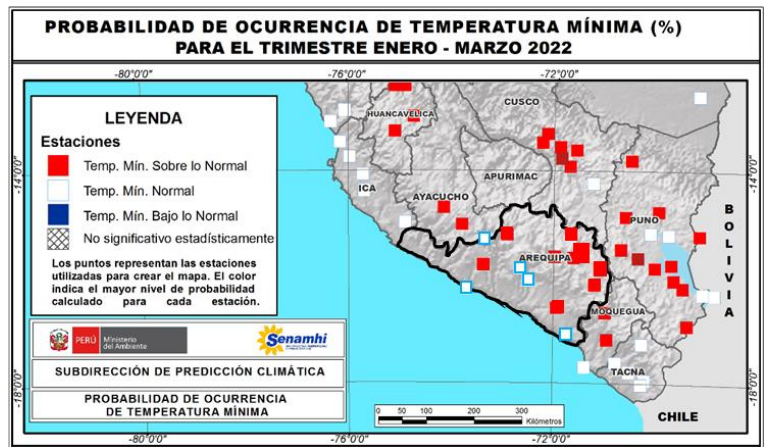 PROBABILIDAD DE OCURRENCIA DE TEMPERATURA MÍNIMA (%)
PARA EL TRIMESTRE ENERO - MARZO 2022
-80°0'0"
-76°0'0"
-72°0'0"
LEYENDA
Estaciones
Temp. Mín. Sobre lo Normal
Temp. Mín. Normal
Temp. Mín. Bajo lo Normal
No significativo estadísticamente
Los puntos representan las estaciones
utilizadas para crear el mapa. El color
indica el mayor nivel de probabilidad
calculado para cada estación.
PERÚ
Ministerio
del Ambiente
Senamhi
SUBDIRECCIÓN DE PREDICCIÓN CLIMÁTICA
PROBABILIDAD DE OCURRENCIA
DE TEMPERATURA MÍNIMA
CUSCO
HUANCAVELICA
-14°0'0"
-14°0'0"
APURIMAC
ICA
AYACUCHO
PUNO
BOLIVIA
AREQUIPA
MOQUEGUA
TACNA
-18°0'0"
-18°0'0"
0 50 100 200 300
Kilómetros
CHILE
-80°0'0"
-76°0'0"
-72°0'0"